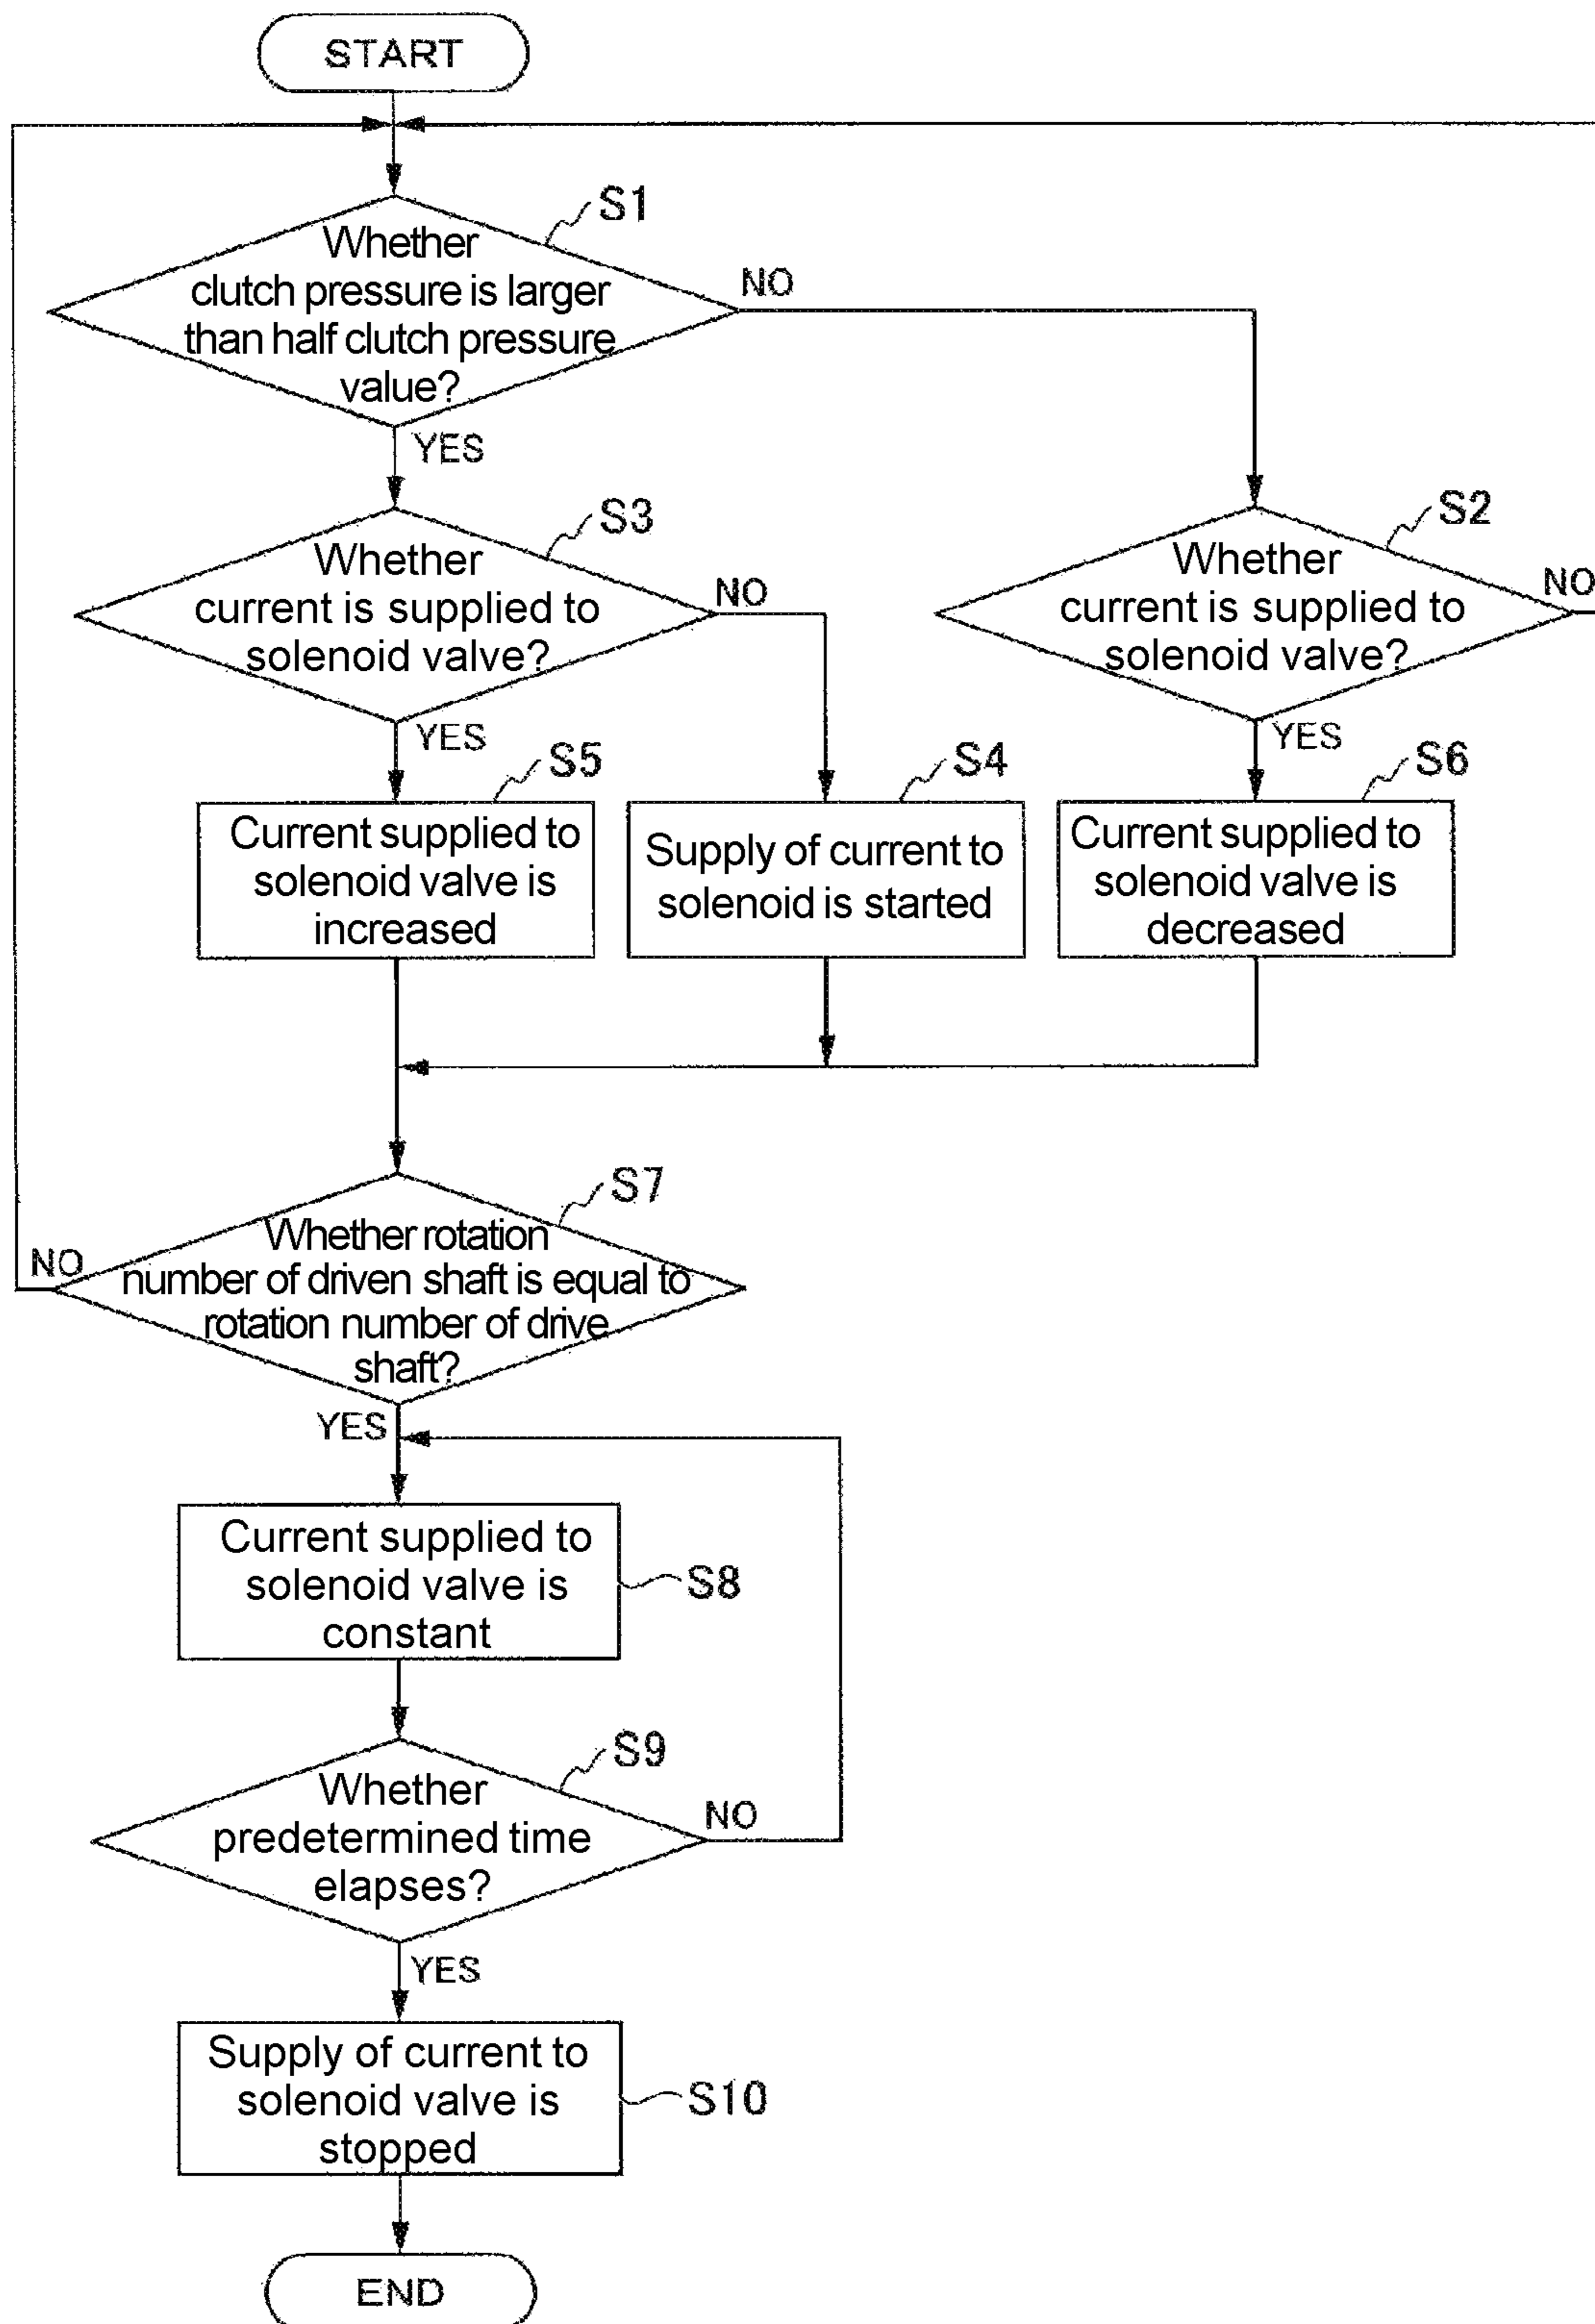 START
S1
Whether
clutch pressure is larger
than half clutch pressure
value?
NO
YES
S3
Whether
current is supplied to
solenoid valve?
NO
YES
S2
Whether
current is supplied to
solenoid valve?
NO
YES
S5
Current supplied to
solenoid valve is
increased
S4
Supply of current to
solenoid is started
S6
Current supplied to
solenoid valve is
decreased
S7
Whether rotation
number of driven shaft is equal to
rotation number of drive
shaft?
NO
YES
Current supplied to
solenoid valve is
constant
S8
S9
Whether
predetermined time
elapses?
NO
YES
Supply of current to
solenoid valve is
stopped
S10
END